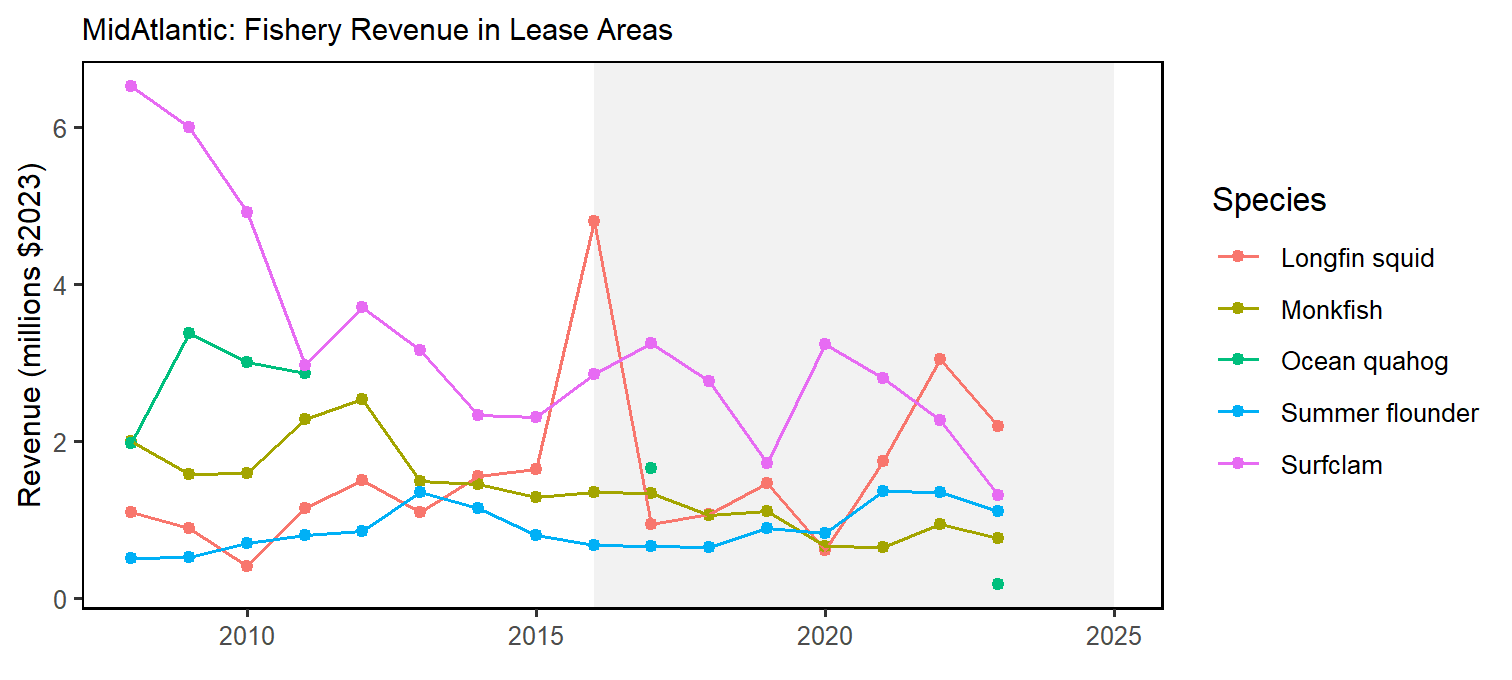 MidAtlantic: Fishery Revenue in Lease Areas
Revenue (millions $2023)
6
4
2
0
2010
2015
2020
2025
Species
Longfin squid
Monkfish
Ocean quahog
Summer flounder
Surfclam